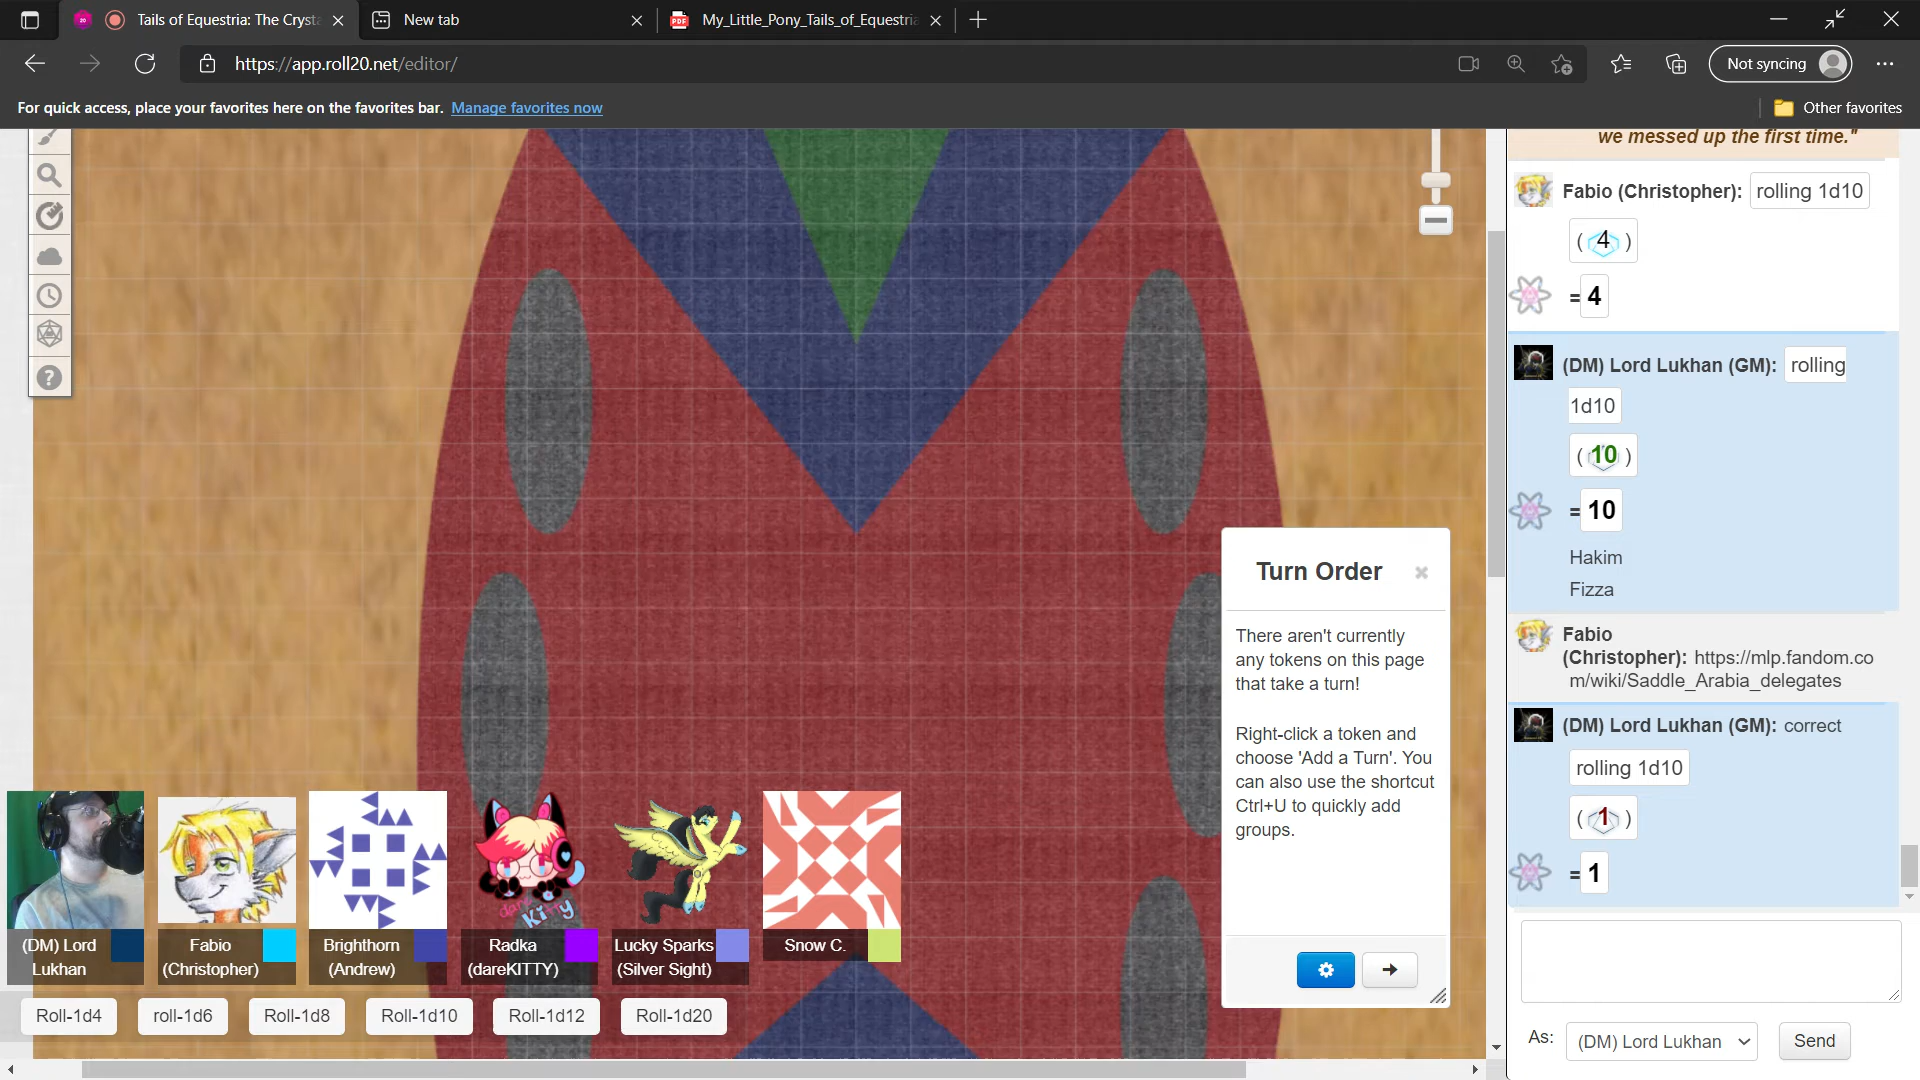 Tails of Equestria: The Crysta
New tab
My_Little_Pony_Tails_of_Equestria
https://app.roll20.net/editor/
Not syncing
For quick access, place your favorites here on the favorites bar. Manage favorites now
Other favorites
we messed up the first time."
Fabio (Christopher): rolling 1d10
(4)
=4
(DM) Lord Lukhan (GM): rolling
1d10
(10)
=10
Hakim
Fizza
Fabio
(Christopher): https://mlp.fandom.co
m/wiki/Saddle_Arabia_delegates
(DM) Lord Lukhan (GM): correct
rolling 1d10
(1)
=1
Turn Order
There aren't currently
any tokens on this page
that take a turn!
Right-click a token and
choose 'Add a Turn'. You
can also use the shortcut
Ctrl+U to quickly add
groups.
dare
Kitty
(DM) Lord
Lukhan
Fabio
(Christopher)
Brighthorn
(Andrew)
Radka
(dareKITTY)
Lucky Sparks
(Silver Sight)
Snow C.
Roll-1d4
roll-1d6
Roll-1d8
Roll-1d10
Roll-1d12
Roll-1d20
As:
(DM) Lord Lukhan
Send